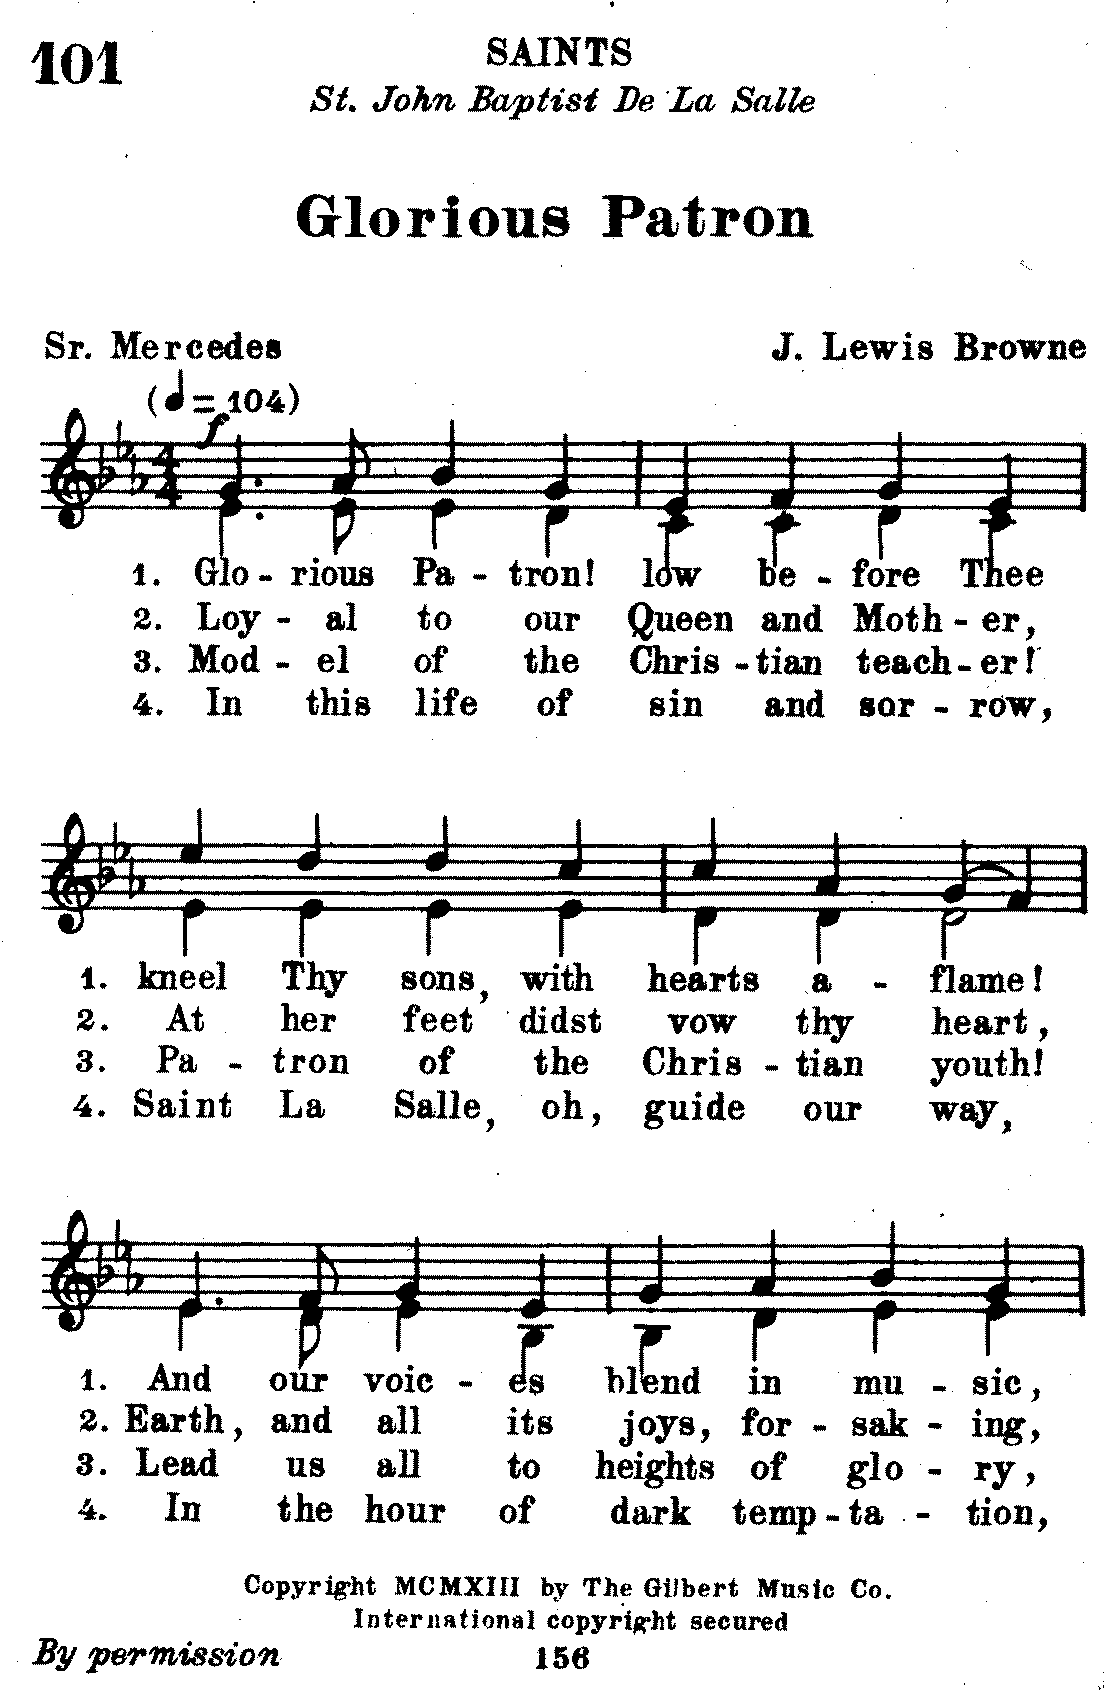 101
SAINTS
St. John Baptist De La Salle
Glorious Patron
Sr. Mercedes J. Lewis Browne
(♩ = 104)
f
4
4
1. Glo - rious Pa - tron! low be - fore Thee
2. Loy - al to our Queen and Moth - er,
3. Mod - el of the Chris - tian teach - er!
4. In this life of sin and sor - row,
1. kneel Thy sons, with hearts a - flame!
2. At her feet didst vow thy heart,
3. Pa - tron of the Chris - tian youth!
4. Saint La Salle, oh, guide our way,
1. And our voic - es blend in mu - sic,
2. Earth, and all its joys, for - sak - ing,
3. Lead us all to heights of glo - ry,
4. In the hour of dark temp - ta - tion,
Copyright MCMXIII by The Gilbert Music Co.
International copyright secured
By permission 156